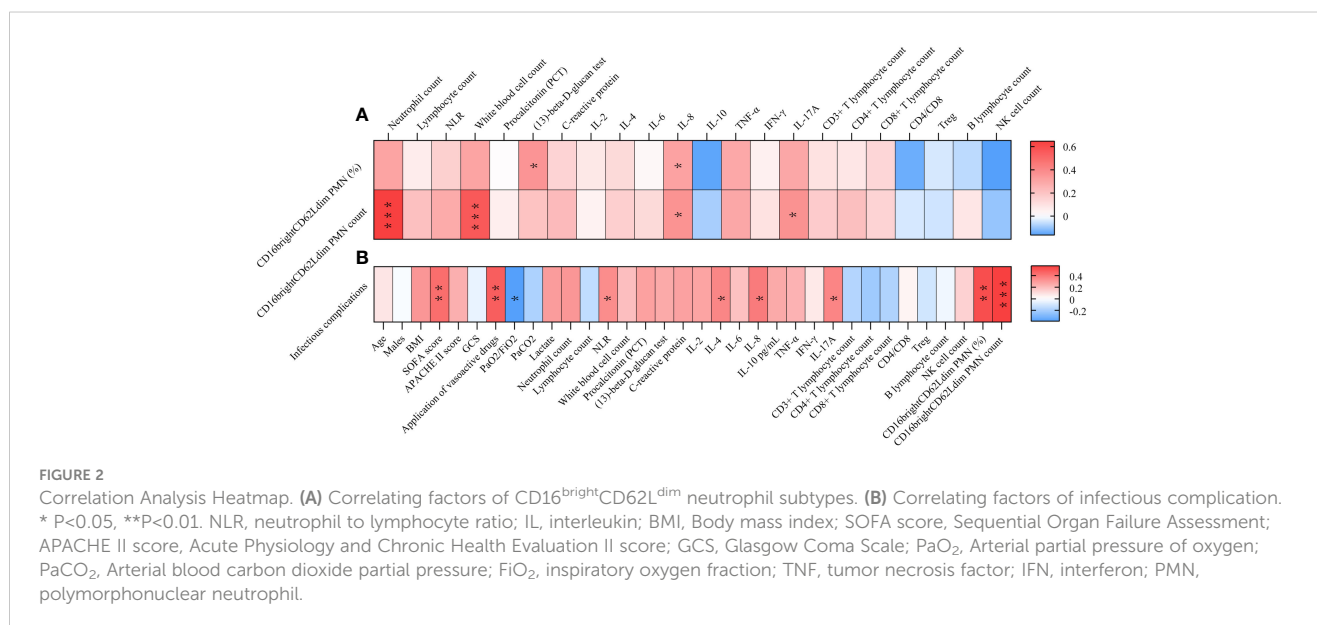 A
Neutrophil count
Lymphocyte count
NLR
White blood cell count
Procalcitonin (PCT)
(13)-beta-D-glucan test
C-reactive protein
IL-2
IL-4
IL-6
IL-8
IL-10
TNF-α
IFN-γ
IL-17A
CD3+ T lymphocyte count
CD4+ T lymphocyte count
CD8+ T lymphocyte count
CD4/CD8
Treg
B lymphocyte count
NK cell count
CD16brightCD62Ldim PMN (%)
* *
CD16brightCD62Ldim PMN count
*** *** * *
0.6
0.4
0.2
0
B
Infectious complications
** ** * * * * * ** ***
0.4
0.2
0
-0.2
Age
Males
BMI
SOFA score
APACHE II score
GCS
Application of vasoactive drugs
PaO2/FiO2
PaCO2
Lactate
Neutrophil count
Lymphocyte count
NLR
White blood cell count
Procalcitonin (PCT)
(13)-beta-D-glucan test
C-reactive protein
IL-2
IL-4
IL-6
IL-8
IL-10 pg/mL
TNF-α
IFN-γ
IL-17A
CD3+ T lymphocyte count
CD4+ T lymphocyte count
CD8+ T lymphocyte count
CD4/CD8
Treg
B lymphocyte count
NK cell count
CD16brightCD62Ldim PMN (%)
CD16brightCD62Ldim PMN count
FIGURE 2
Correlation Analysis Heatmap. (A) Correlating factors of CD16brightCD62Ldim neutrophil subtypes. (B) Correlating factors of infectious complication.
* P<0.05, **P<0.01. NLR, neutrophil to lymphocyte ratio; IL, interleukin; BMI, Body mass index; SOFA score, Sequential Organ Failure Assessment;
APACHE II score, Acute Physiology and Chronic Health Evaluation II score; GCS, Glasgow Coma Scale; PaO2, Arterial partial pressure of oxygen;
PaCO2, Arterial blood carbon dioxide partial pressure; FiO2, inspiratory oxygen fraction; TNF, tumor necrosis factor; IFN, interferon; PMN,
polymorphonuclear neutrophil.